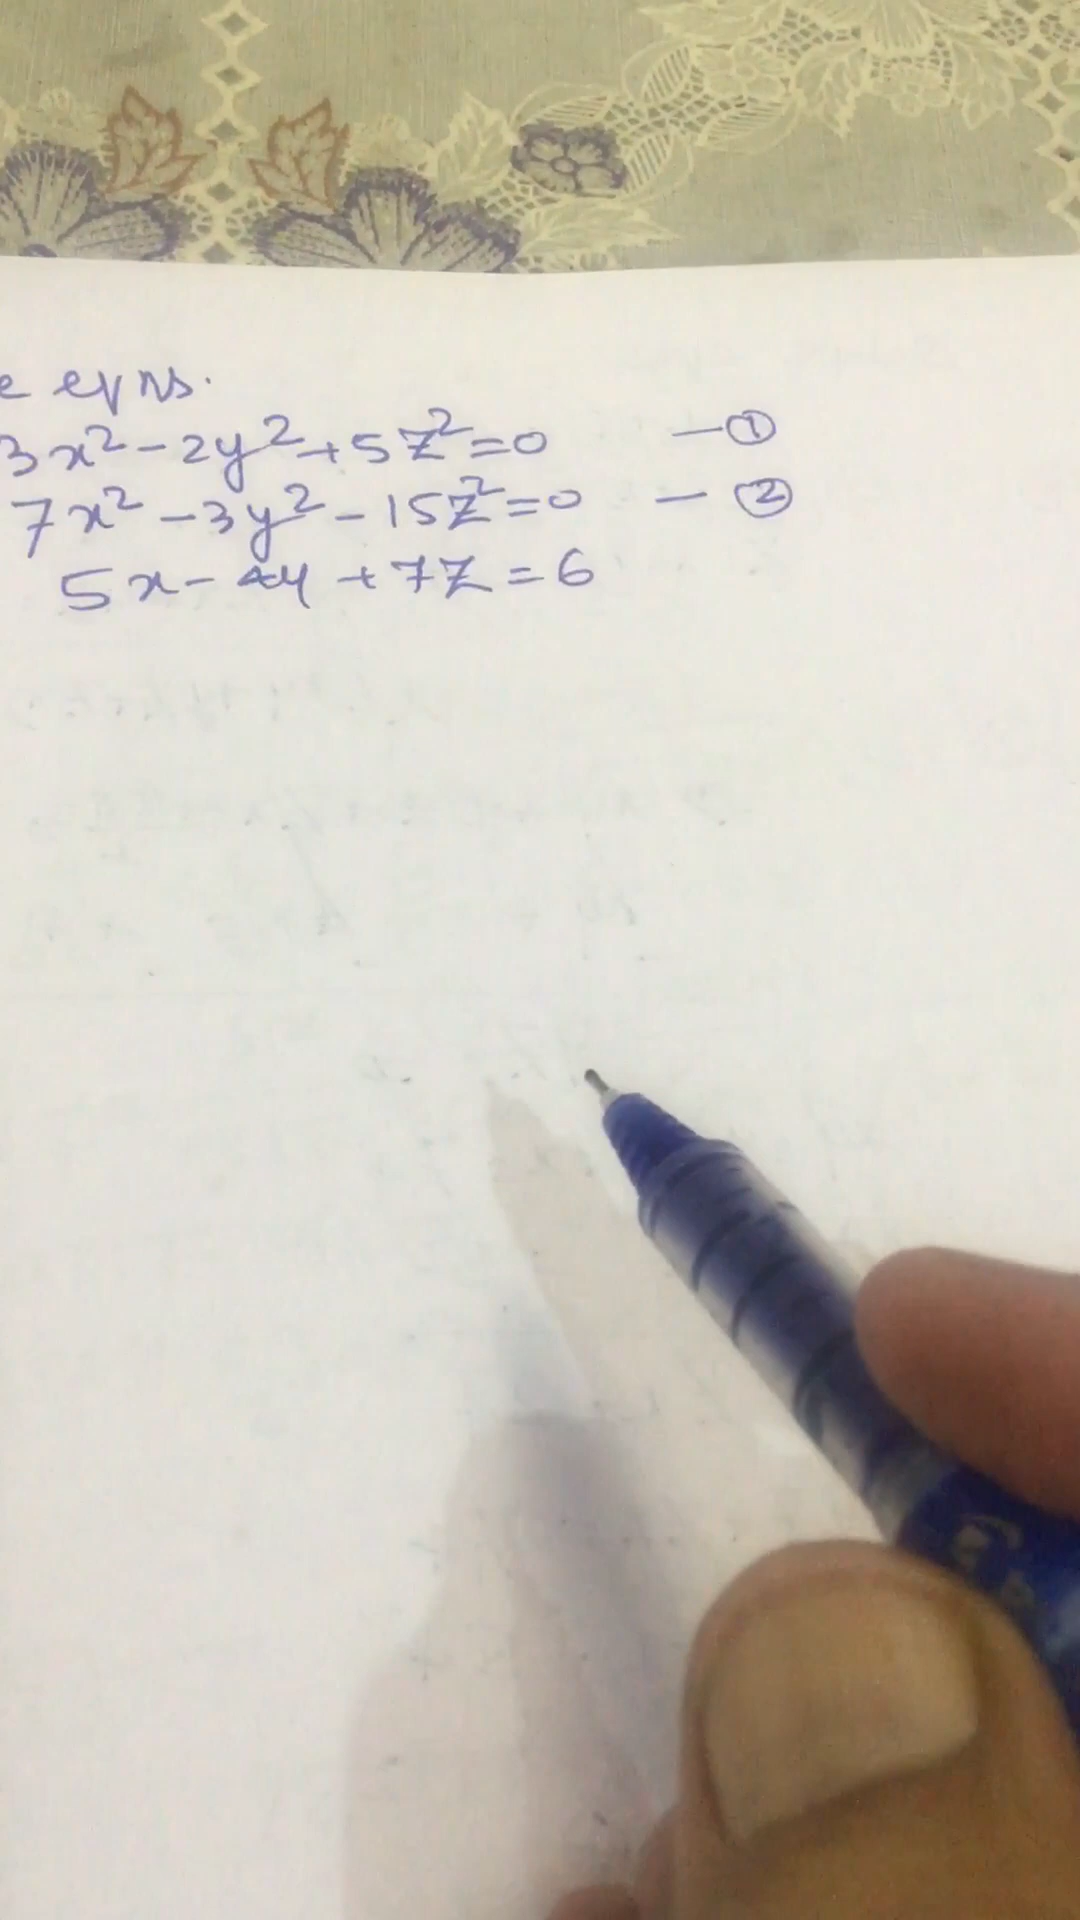 e eqns.
3x² - 2y² + 5z² = 0 — ①
7x² - 3y² - 15z² = 0 — ②
5x - 4y + 7z = 6